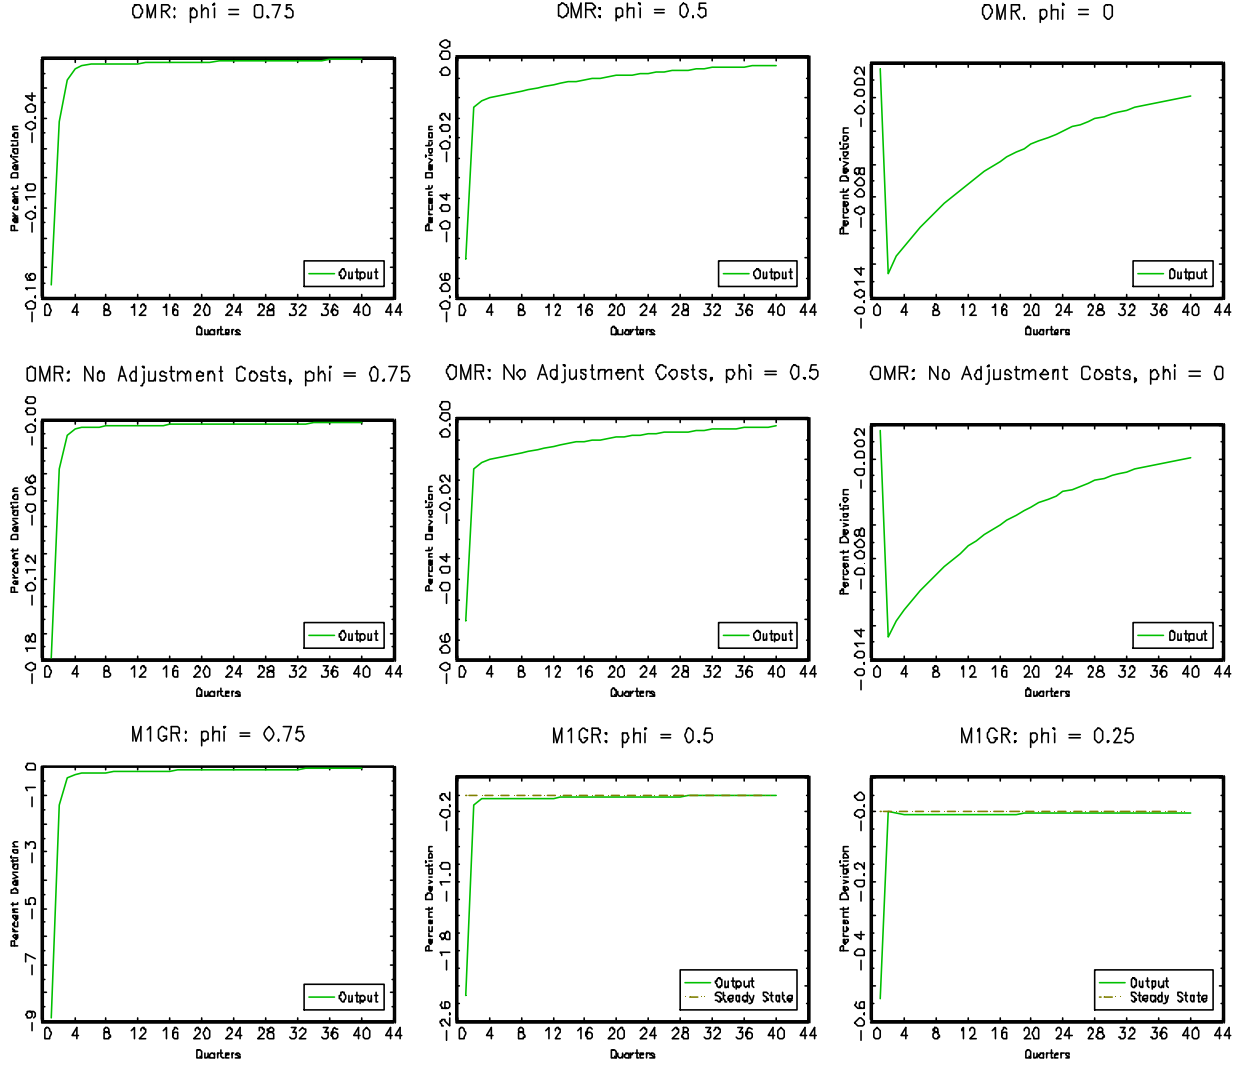 OMR: phi = 0.75
OMR: phi = 0.5
OMR. phi = 0
Percent Deviation
-0.04
-0.10
-0.16
0 4 8 12 16 20 24 28 32 36 40 44
Quarters
Output
Percent Deviation
0.00
-0.02
-0.04
-0.06
0 4 8 12 16 20 24 28 32 36 40 44
Quarters
Output
Percent Deviation
-0.002
-0.008
-0.014
0 4 8 12 16 20 24 28 32 36 40 44
Quarters
Output
OMR: No Adjustment Costs, phi = 0.75
OMR: No Adjustment Costs, phi = 0.5
OMR: No Adjustment Costs, phi = 0
Percent Deviation
-0.00
-0.06
-0.12
-0.18
0 4 8 12 16 20 24 28 32 36 40 44
Quarters
Output
Percent Deviation
0.00
-0.02
-0.04
-0.06
0 4 8 12 16 20 24 28 32 36 40 44
Quarters
Output
Percent Deviation
-0.002
-0.008
-0.014
0 4 8 12 16 20 24 28 32 36 40 44
Quarters
Output
M1GR: phi = 0.75
M1GR: phi = 0.5
M1GR: phi = 0.25
Percent Deviation
0
-1
-3
-5
-7
-9
0 4 8 12 16 20 24 28 32 36 40 44
Quarters
Output
Percent Deviation
-0.2
-1.0
-1.8
-2.6
0 4 8 12 16 20 24 28 32 36 40 44
Quarters
Output
Steady State
Percent Deviation
-0.0
-0.2
-0.4
-0.6
0 4 8 12 16 20 24 28 32 36 40 44
Quarters
Output
Steady State